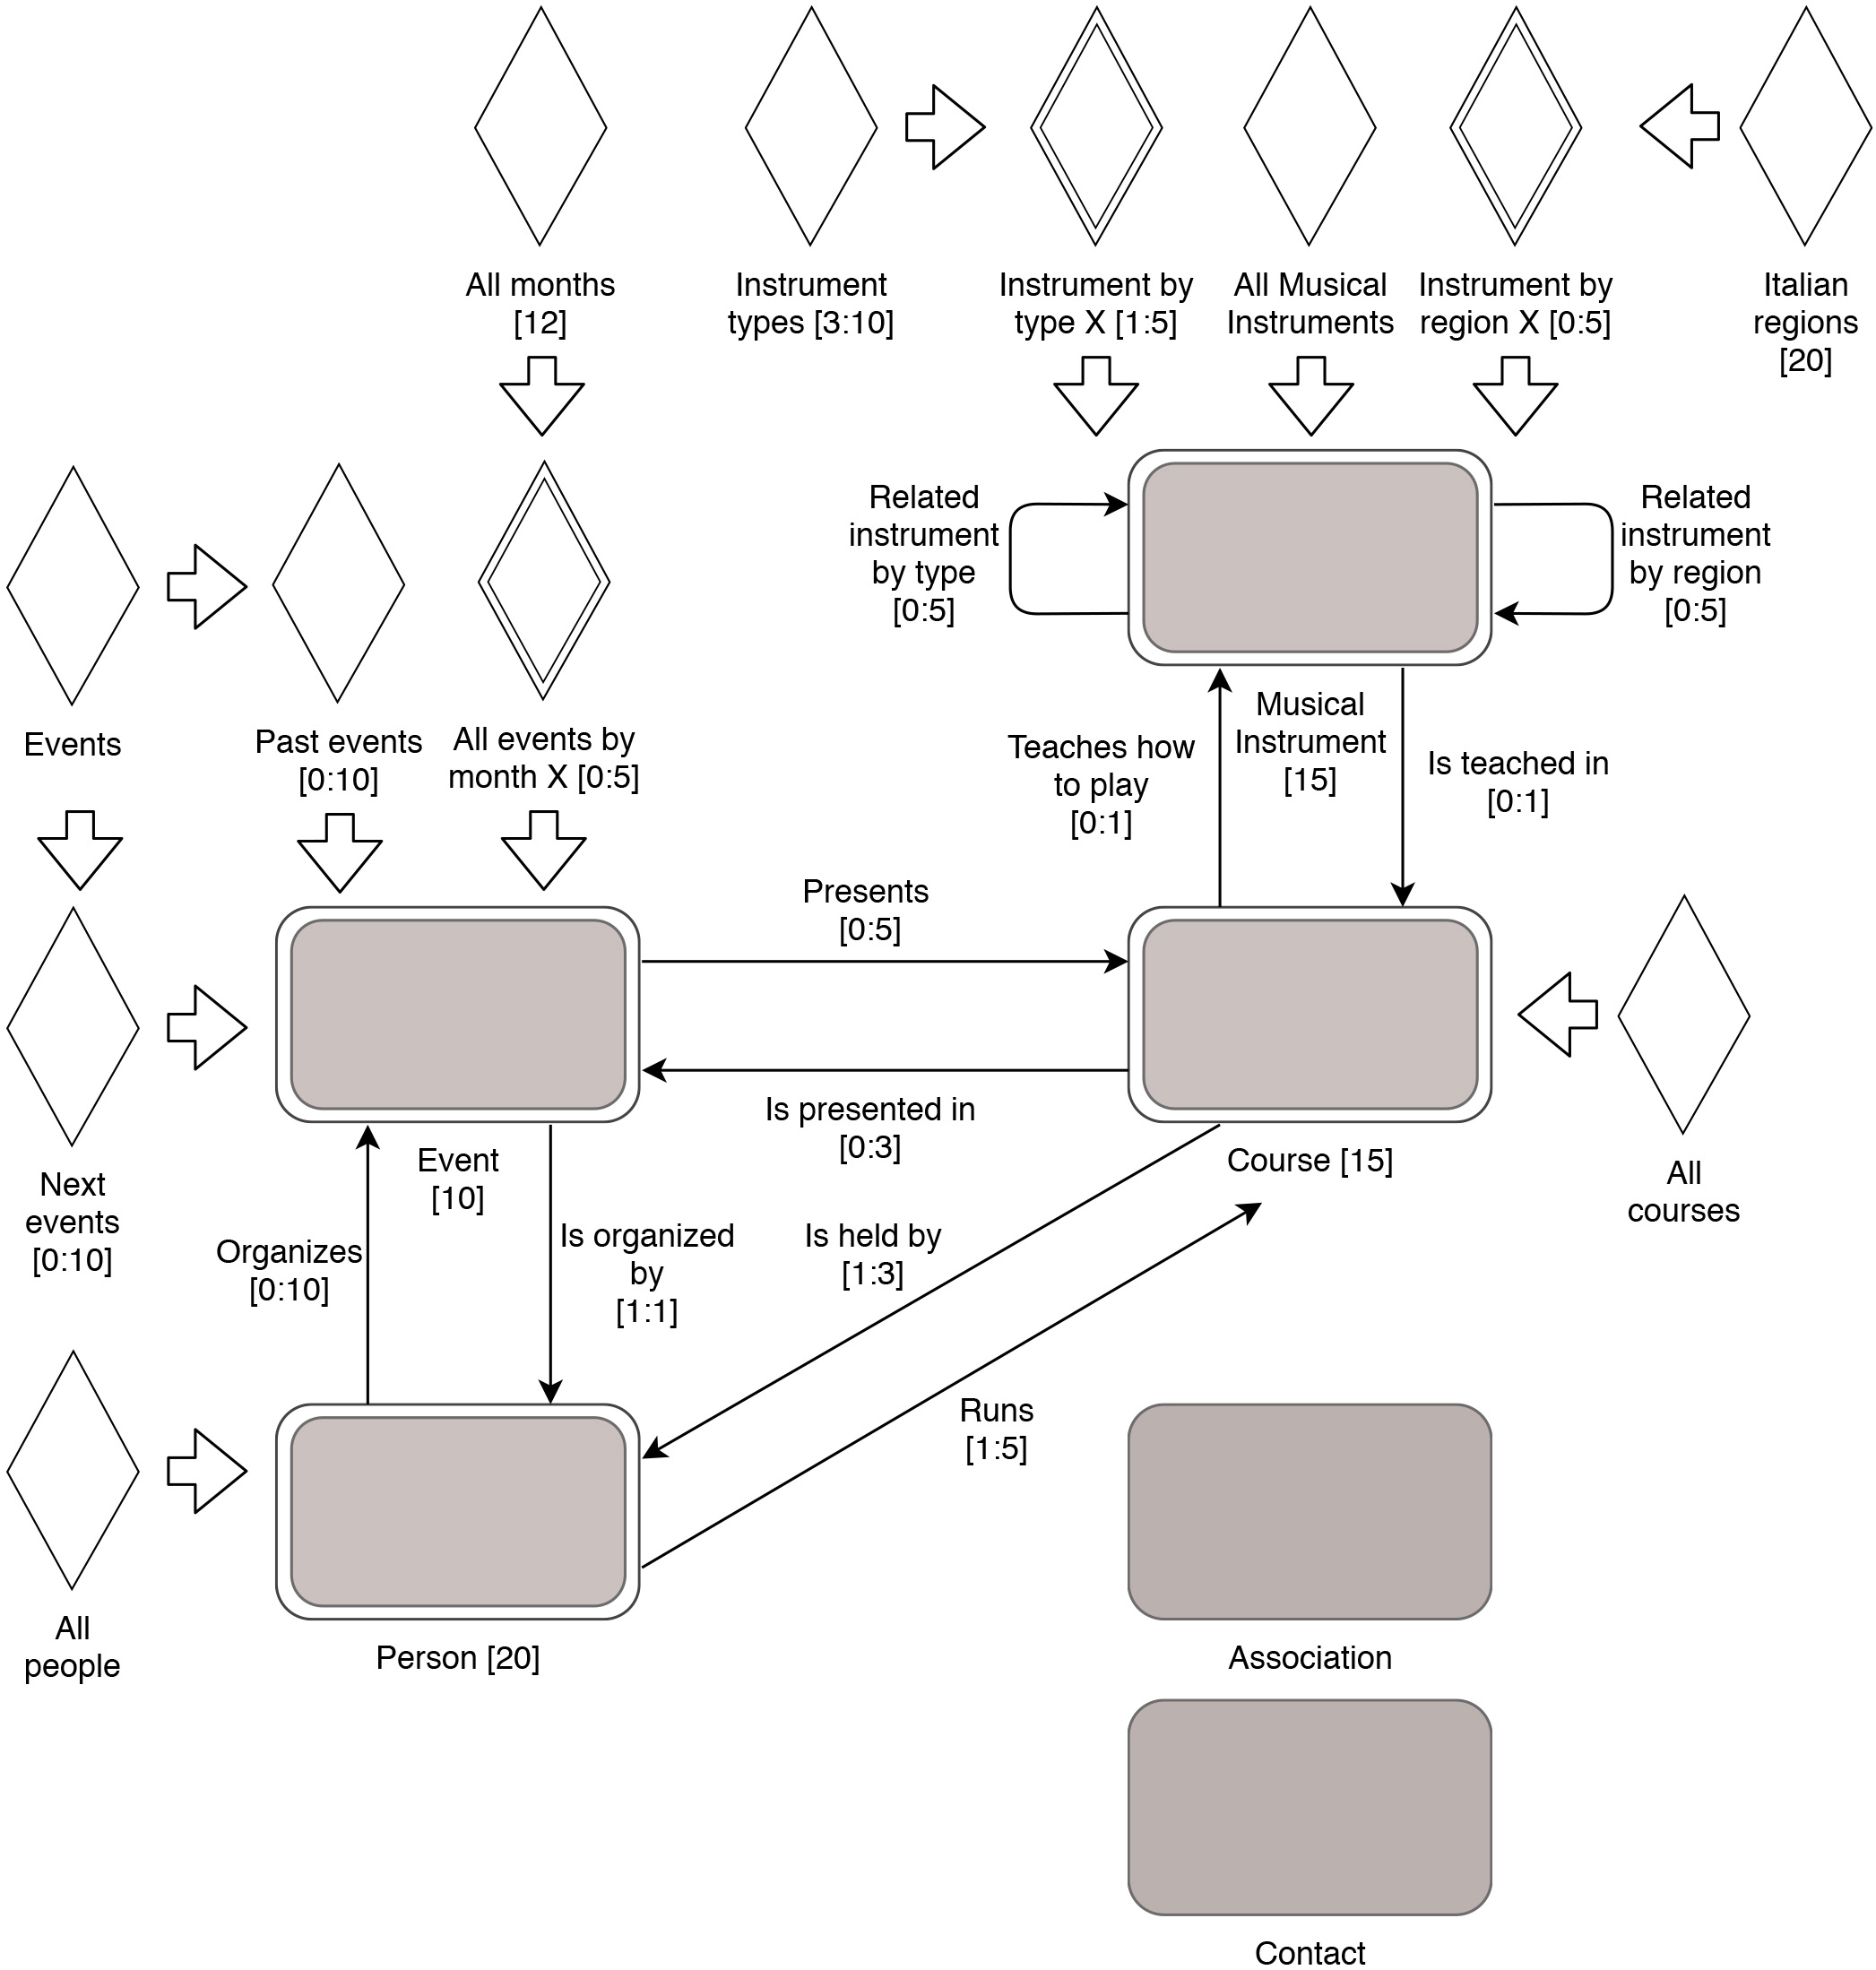 All months
[12]
Instrument
types [3:10]
Instrument by
type X [1:5]
All Musical
Instruments
Instrument by
region X [0:5]
Italian
regions
[20]
Related
instrument
by type
[0:5]
Related
instrument
by region
[0:5]
Events
Past events
[0:10]
All events by
month X [0:5]
Teaches how
to play
[0:1]
Musical
Instrument
[15]
Is teached in
[0:1]
Presents
[0:5]
Is presented in
[0:3]
Next
events
[0:10]
Event
[10]
Course [15]
All
courses
Organizes
[0:10]
Is organized
by
[1:1]
Is held by
[1:3]
Runs
[1:5]
All
people
Person [20]
Association
Contact